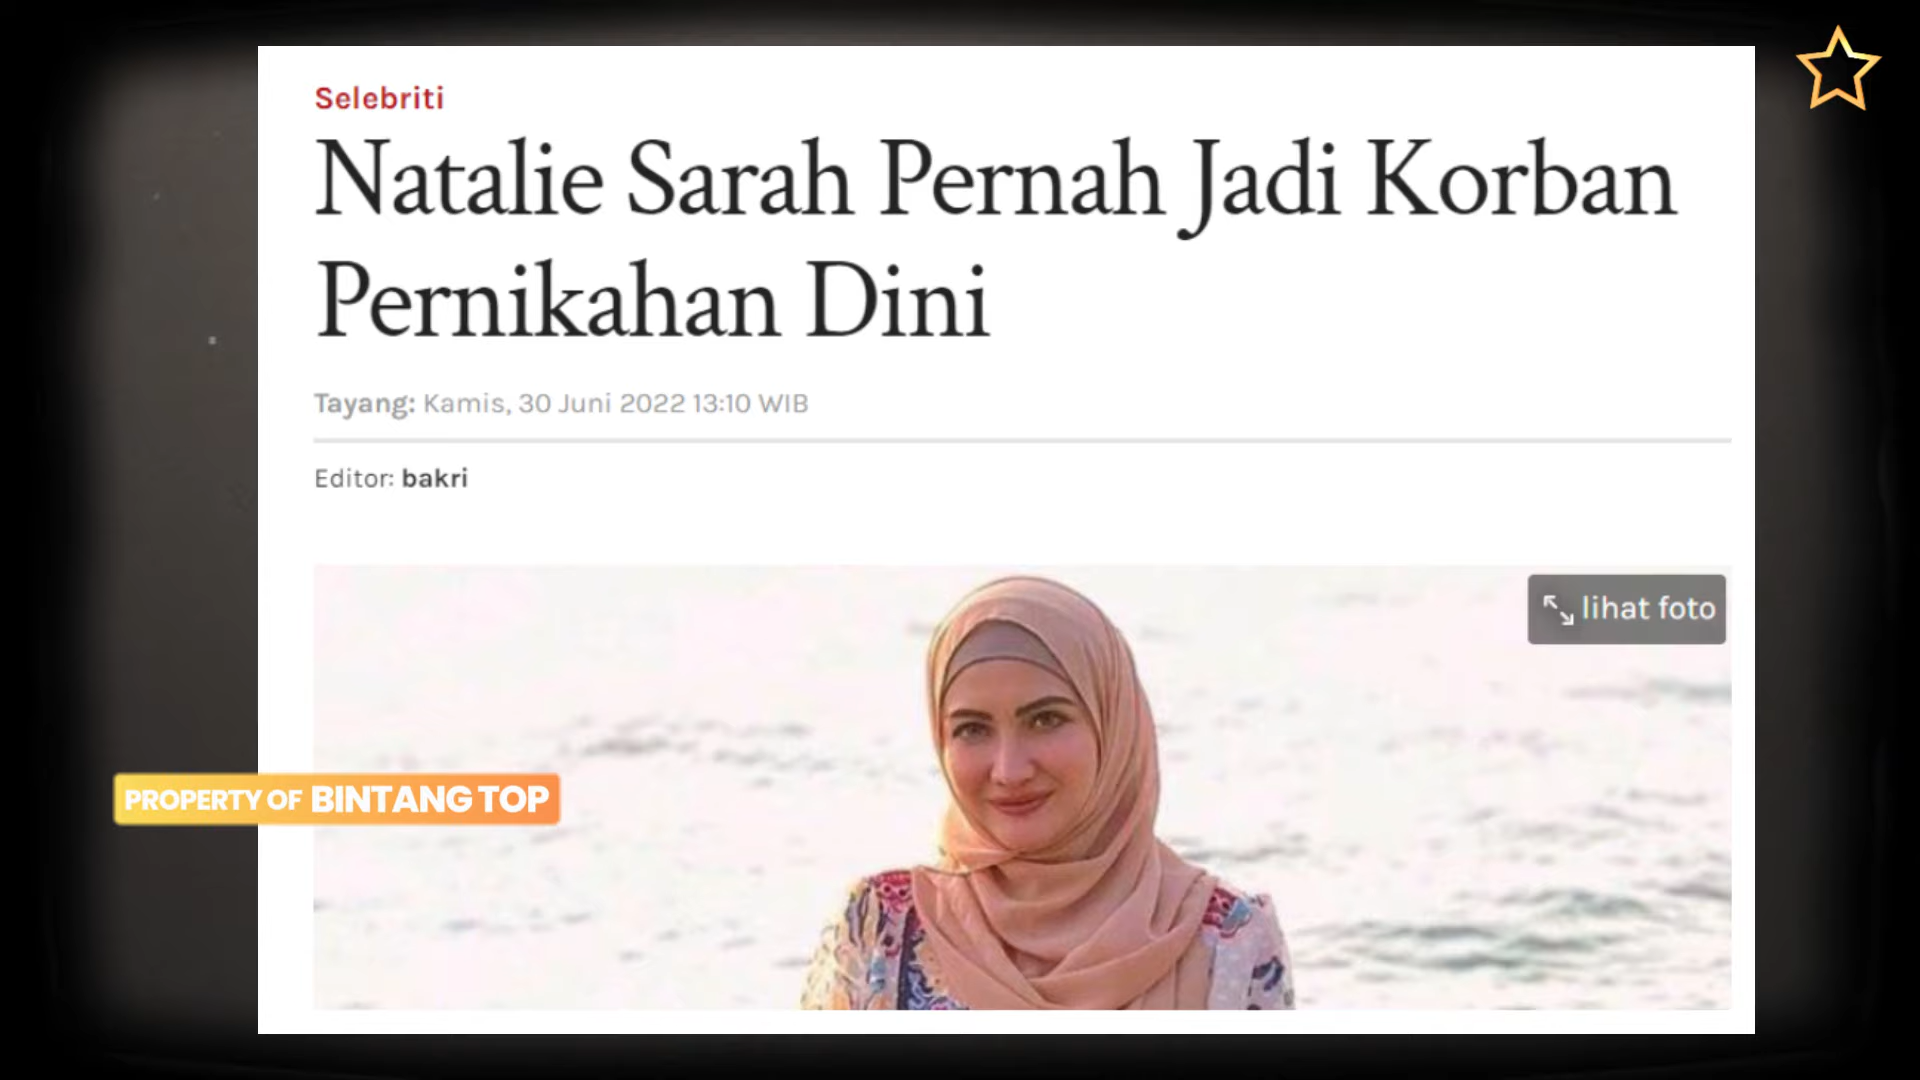 Selebriti
Natalie Sarah Pernah Jadi Korban
Pernikahan Dini
Tayang: Kamis, 30 Juni 2022 13:10 WIB
Editor: bakri
lihat foto
PROPERTY OF BINTANG TOP